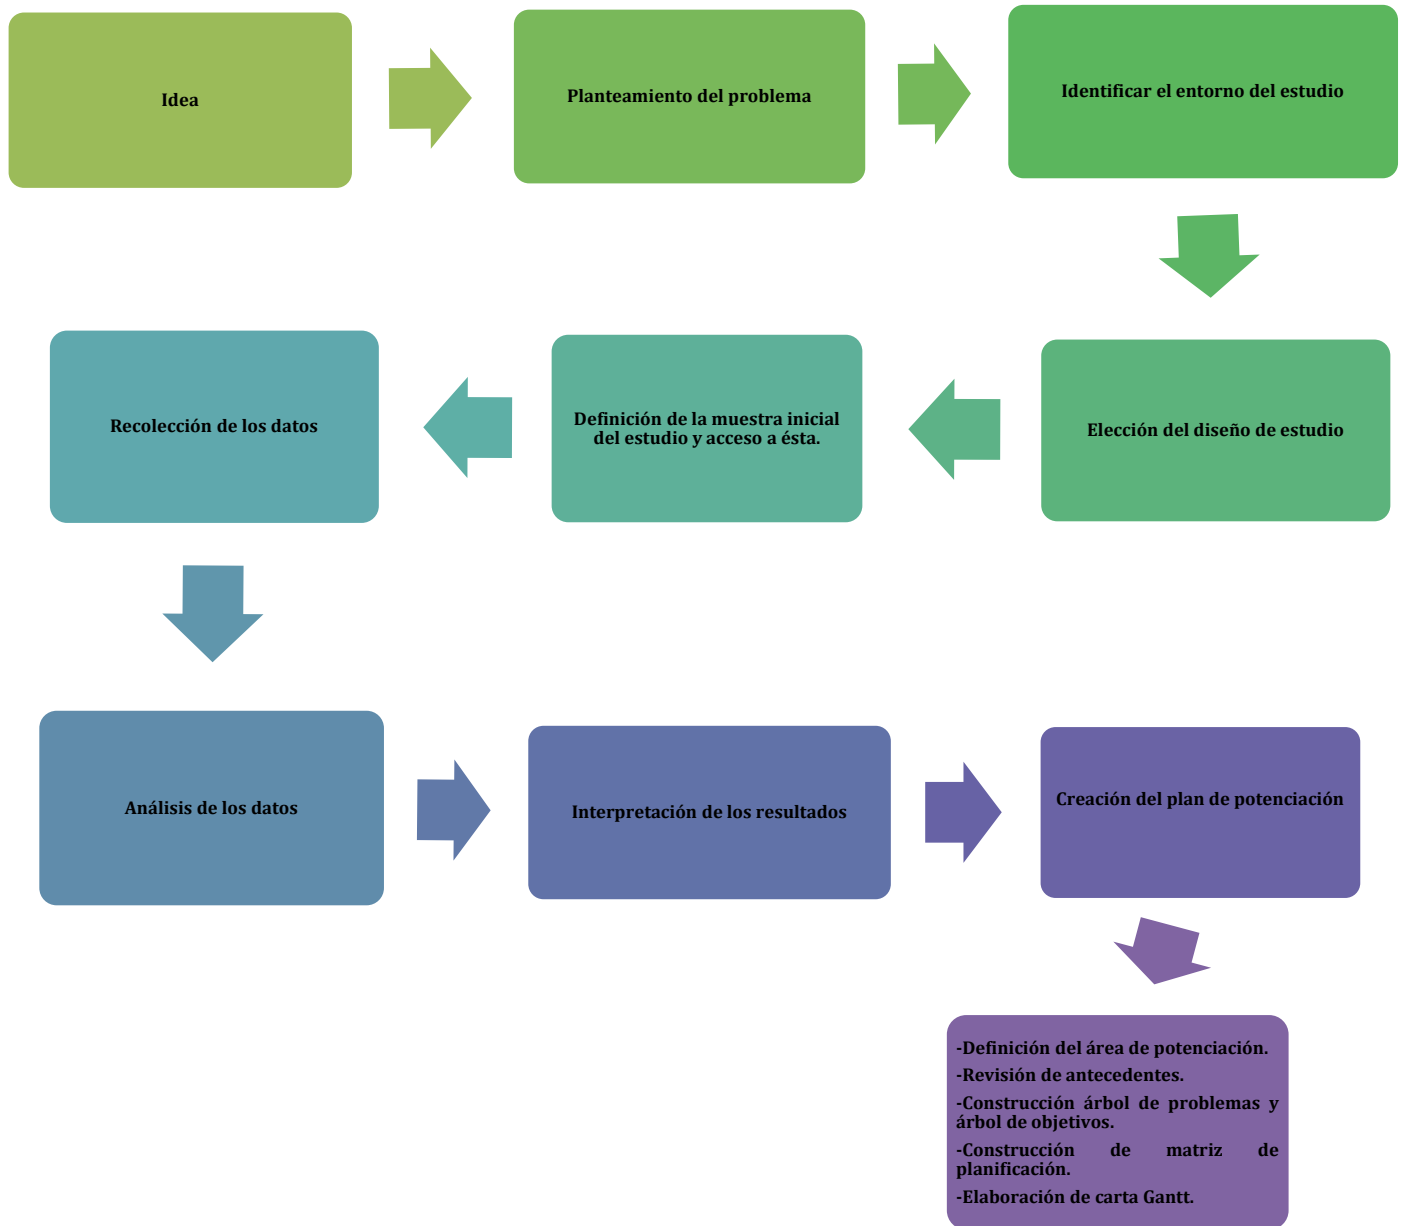 Idea
Planteamiento del problema
Identificar el entorno del estudio
Elección del diseño de estudio
Definición de la muestra inicial
del estudio y acceso a ésta.
Recolección de los datos
Análisis de los datos
Interpretación de los resultados
Creación del plan de potenciación
-Definición del área de potenciación.
-Revisión de antecedentes.
-Construcción árbol de problemas y
árbol de objetivos.
-Construcción de matriz de
planificación.
-Elaboración de carta Gantt.